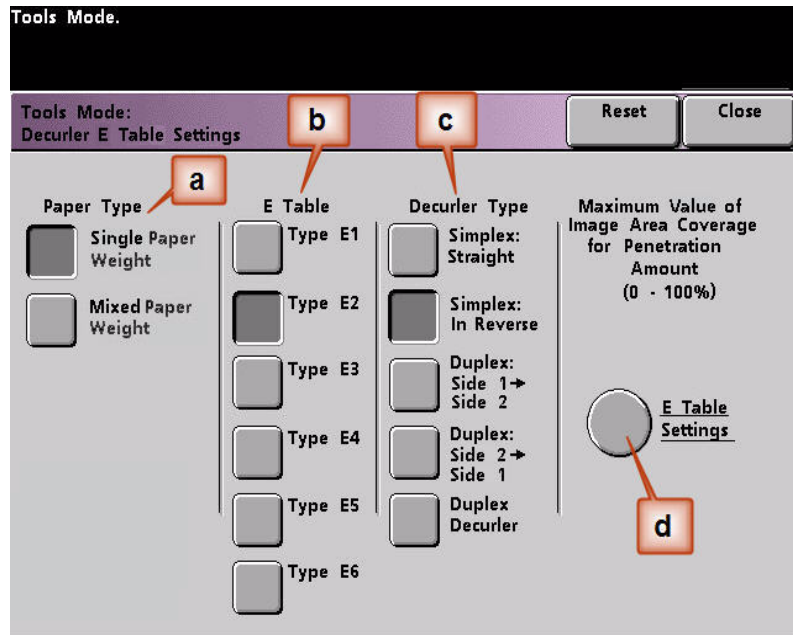 Tools Mode.
Tools Mode:
Decurler E Table Settings
Reset
Close
a
b
c
Paper Type
Single Paper
Weight
Mixed Paper
Weight
E Table
Type E1
Type E2
Type E3
Type E4
Type E5
Type E6
Decurler Type
Simplex:
Straight
Simplex:
In Reverse
Duplex:
Side 1→
Side 2
Duplex:
Side 2→
Side 1
Duplex
Decurler
Maximum Value of
Image Area Coverage
for Penetration
Amount
(0 - 100%)
E Table
Settings
d